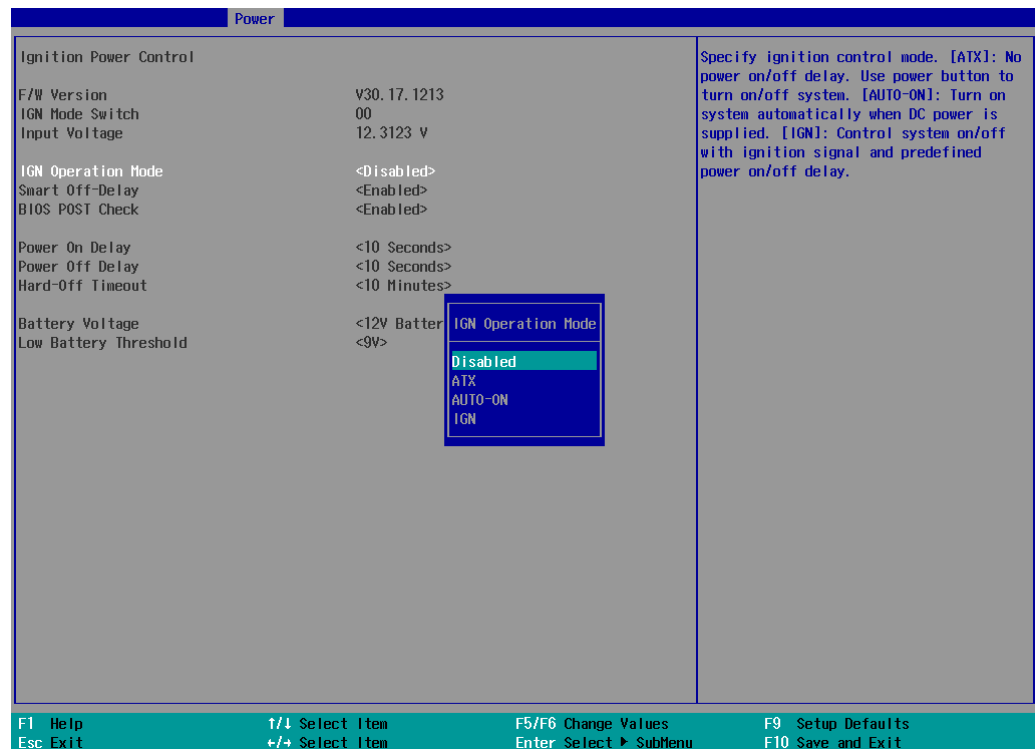 Power
Ignition Power Control
F/W Version V30.17.1213
IGN Mode Switch 00
Input Voltage 12.3123 V
IGN Operation Mode <Disabled>
Smart Off-Delay <Enabled>
BIOS POST Check <Enabled>
Power On Delay <10 Seconds>
Power Off Delay <10 Seconds>
Hard-Off Timeout <10 Minutes>
Battery Voltage <12V Batter
Low Battery Threshold <9V>
IGN Operation Mode
Disabled
ATX
AUTO-ON
IGN
Specify ignition control mode. [ATX]: No
power on/off delay. Use power button to
turn on/off system. [AUTO-ON]: Turn on
system automatically when DC power is
supplied. [IGN]: Control system on/off
with ignition signal and predefined
power on/off delay.
F1 Help ↑/↓ Select Item F5/F6 Change Values F9 Setup Defaults
Esc Exit ←/→ Select Item Enter Select ▶ SubMenu F10 Save and Exit